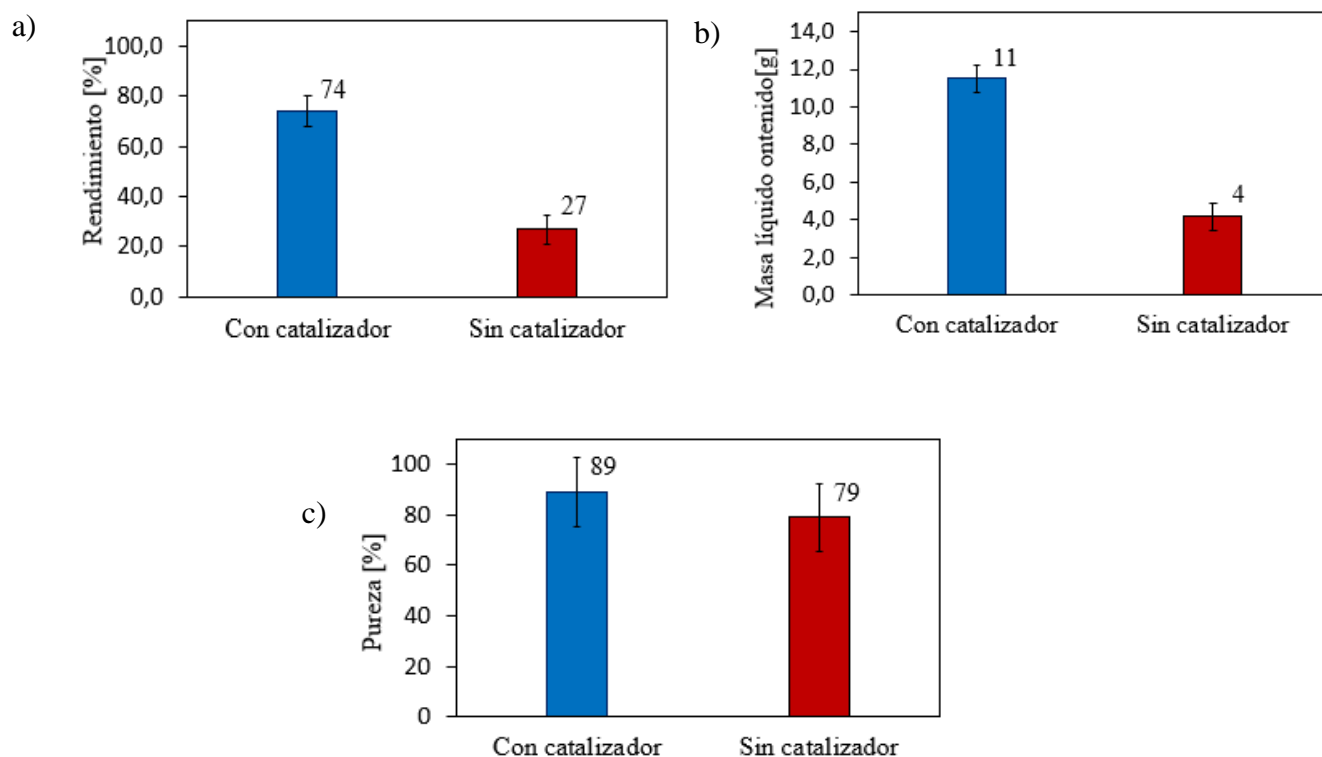 a)
Rendimiento [%]
100,0
80,0
60,0
40,0
20,0
0,0
74
27
Con catalizador
Sin catalizador
b)
Masa líquido ontenido[g]
14,0
12,0
10,0
8,0
6,0
4,0
2,0
0,0
11
4
Con catalizador
Sin catalizador
c)
Pureza [%]
100
80
60
40
20
0
89
79
Con catalizador
Sin catalizador